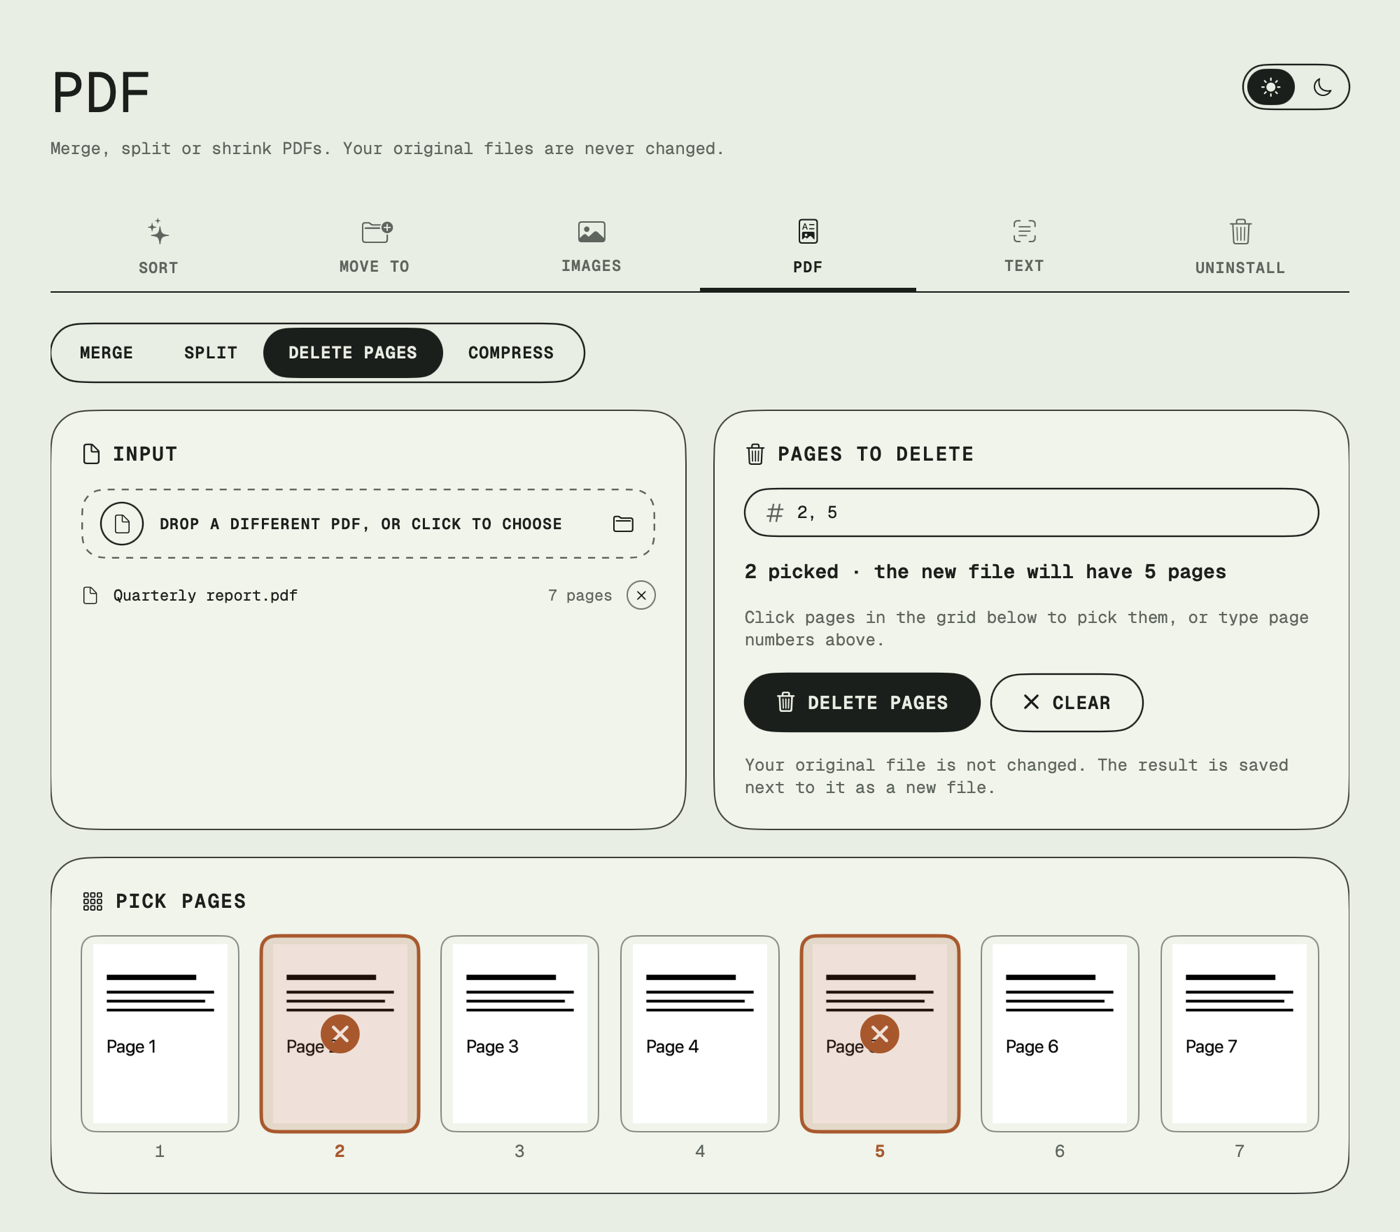 PDF
Merge, split or shrink PDFs. Your original files are never changed.
SORT
MOVE TO
IMAGES
PDF
TEXT
UNINSTALL
MERGE
SPLIT
DELETE PAGES
COMPRESS
INPUT
DROP A DIFFERENT PDF, OR CLICK TO CHOOSE
Quarterly report.pdf
7 pages
PAGES TO DELETE
# 2, 5
2 picked · the new file will have 5 pages
Click pages in the grid below to pick them, or type page
numbers above.
DELETE PAGES
CLEAR
Your original file is not changed. The result is saved
next to it as a new file.
PICK PAGES
Page 1
Page
Page 3
Page 4
Page
Page 6
Page 7
1
2
3
4
5
6
7